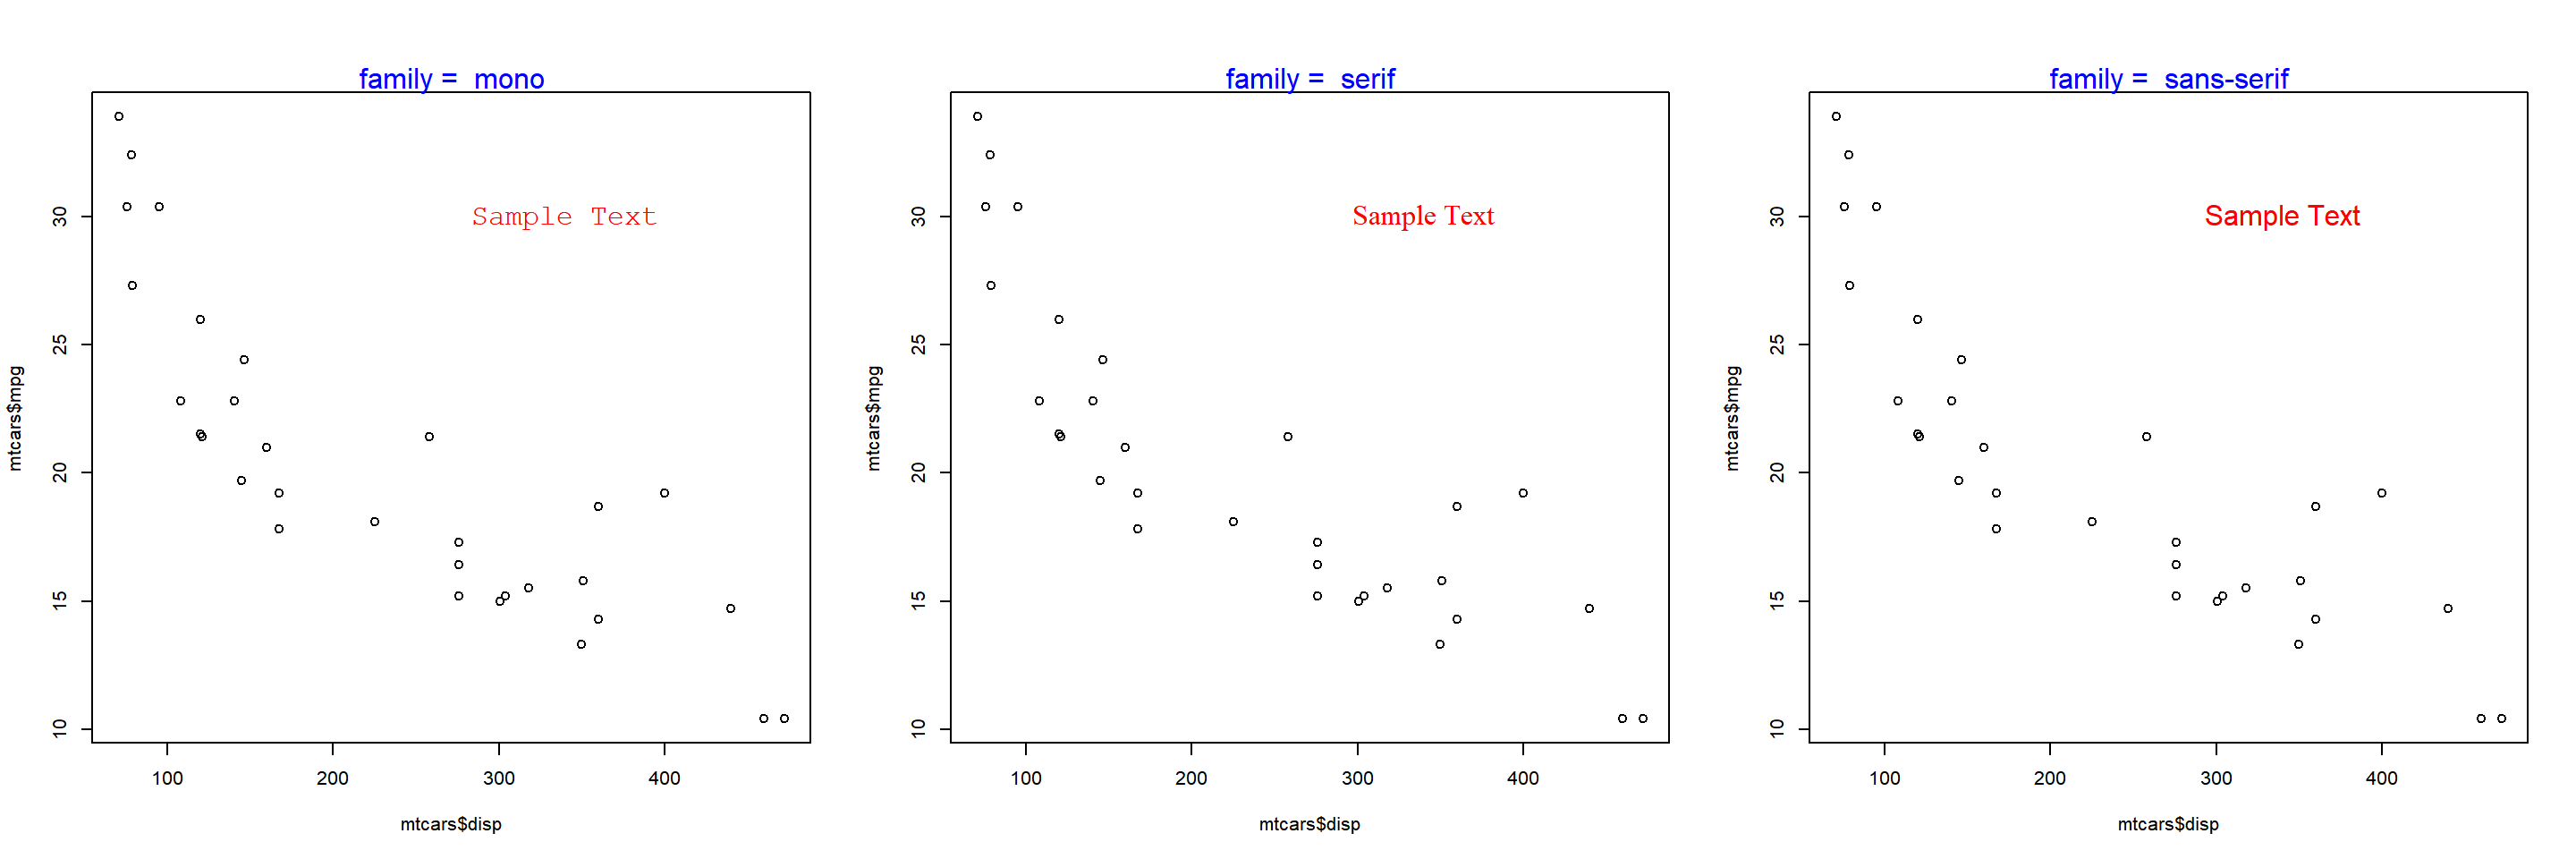 family =  mono
Sample Text
30
25
20
15
10
mtcars$mpg
100 200 300 400
mtcars$disp
family =  serif
Sample Text
30
25
20
15
10
mtcars$mpg
100 200 300 400
mtcars$disp
family =  sans-serif
Sample Text
30
25
20
15
10
mtcars$mpg
100 200 300 400
mtcars$disp